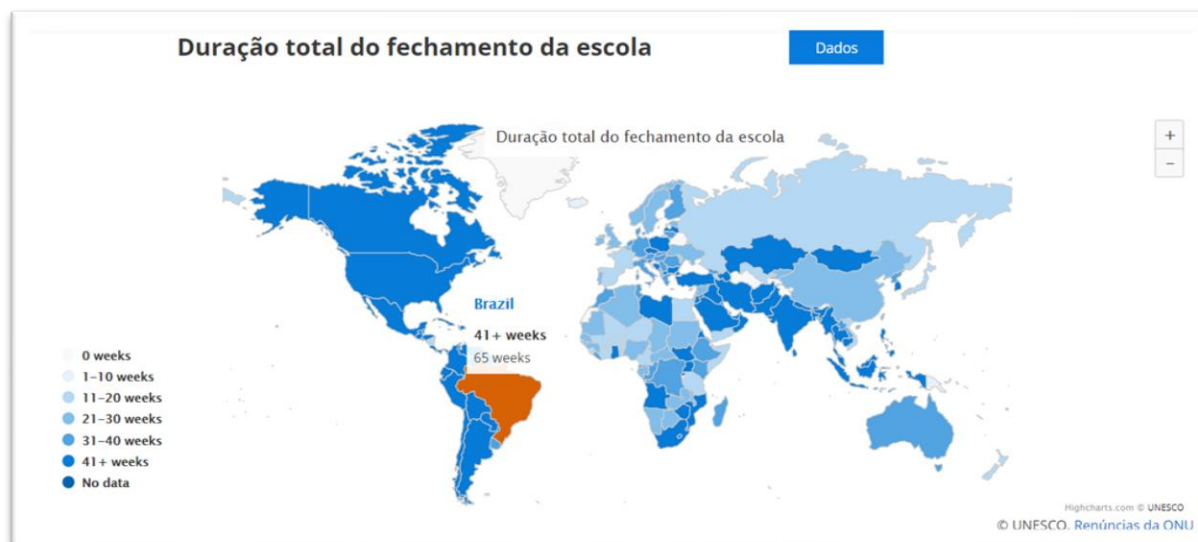 Duração total do fechamento da escola
Dados
Duração total do fechamento da escola
+
−
Brazil
41+ weeks
65 weeks
0 weeks
1–10 weeks
11–20 weeks
21–30 weeks
31–40 weeks
41+ weeks
No data
Highcharts.com © UNESCO
© UNESCO. Renúncias da ONU